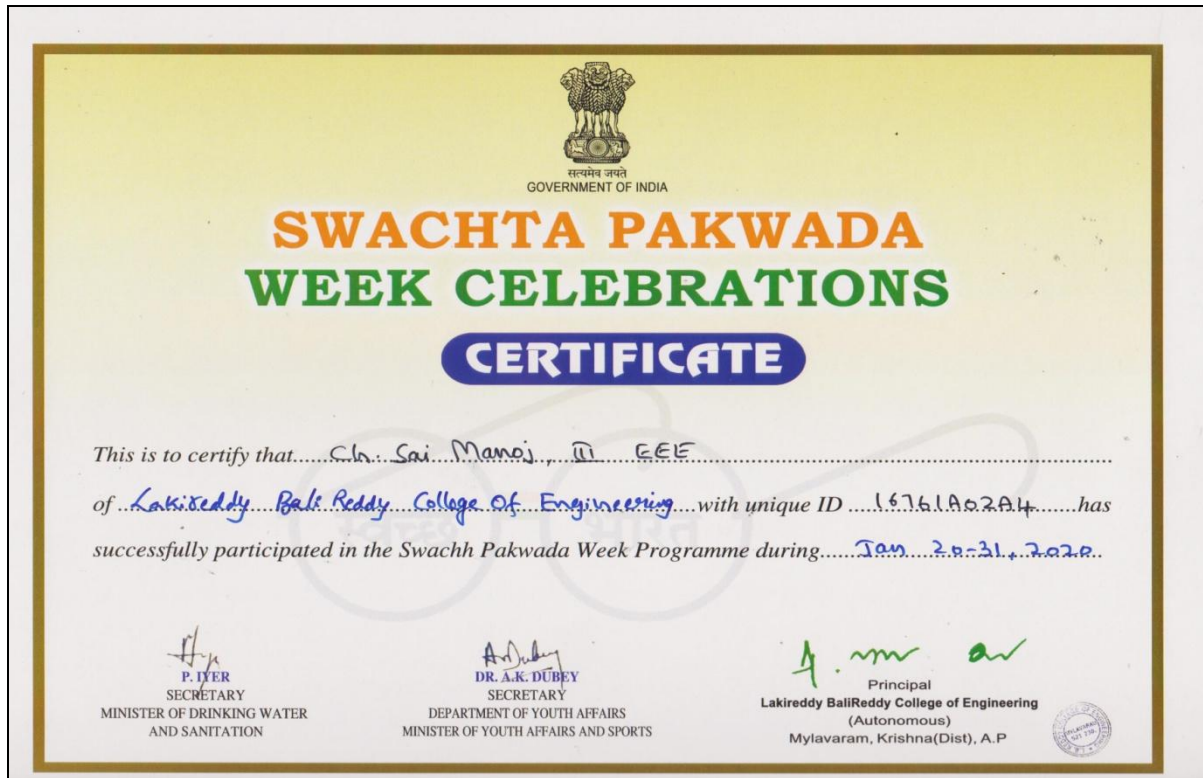 सत्यमेव जयते
GOVERNMENT OF INDIA
SWACHTA PAKWADA
WEEK CELEBRATIONS
CERTIFICATE
This is to certify that......Ch. Sai Manoj, III EEE
of ..Lakireddy Bali Reddy College Of Engineering...with unique ID ....16761A02A4.......has
successfully participated in the Swachh Pakwada Week Programme during.....Jan 20-31, 2020..
स्वच्छ भारत
P. IYER
SECRETARY
MINISTER OF DRINKING WATER
AND SANITATION
A.Dubey
DR. A.K. DUBEY
SECRETARY
DEPARTMENT OF YOUTH AFFAIRS
MINISTER OF YOUTH AFFAIRS AND SPORTS
Principal
Lakireddy BaliReddy College of Engineering
(Autonomous)
Mylavaram, Krishna(Dist), A.P